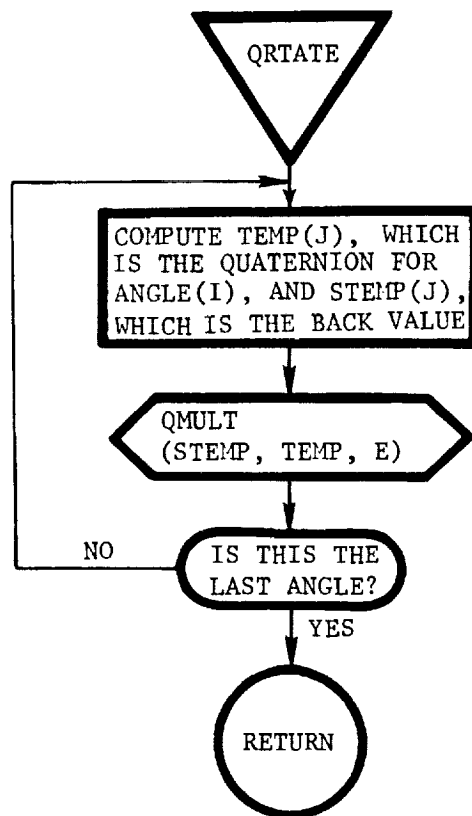 QRTATE
COMPUTE TEMP(J), WHICH
IS THE QUATERNION FOR
ANGLE(I), AND STEMP(J),
WHICH IS THE BACK VALUE
QMULT
(STEMP, TEMP, E)
IS THIS THE
LAST ANGLE?
NO
YES
RETURN